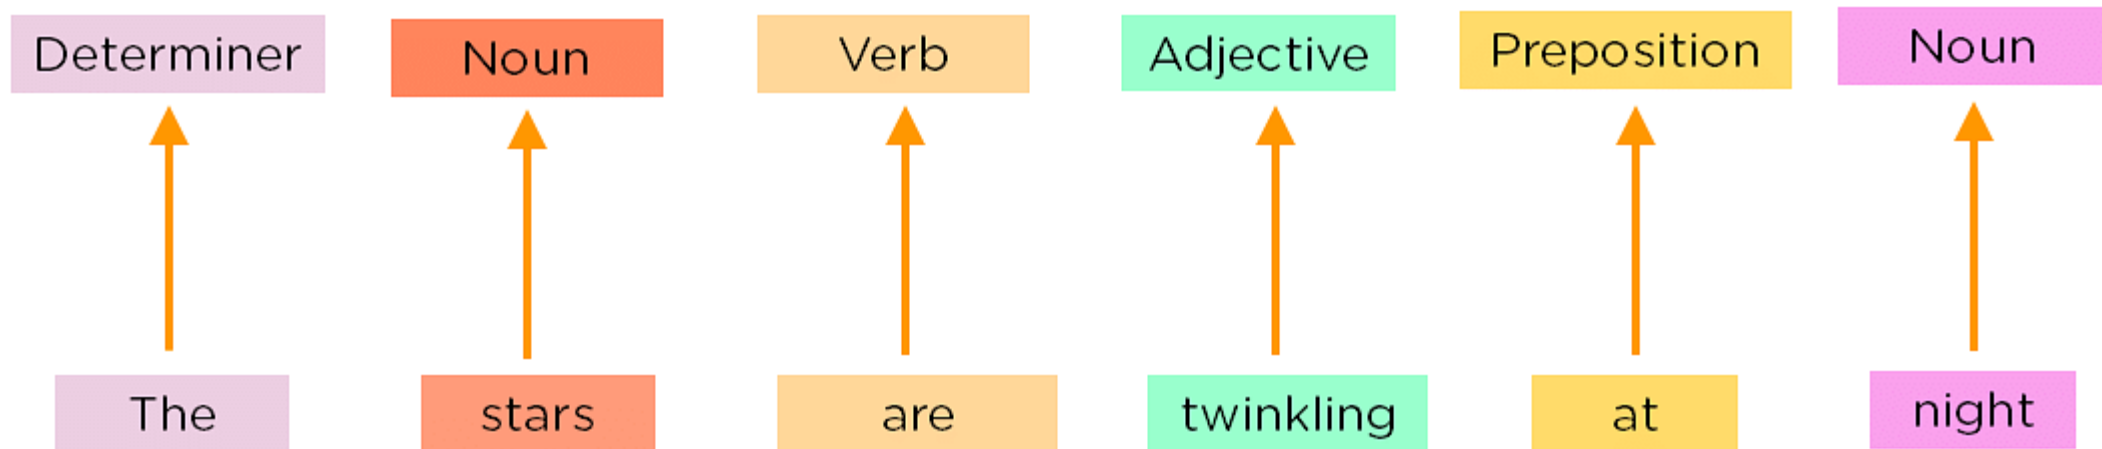 Determiner Noun Verb Adjective Preposition Noun
The stars are twinkling at night